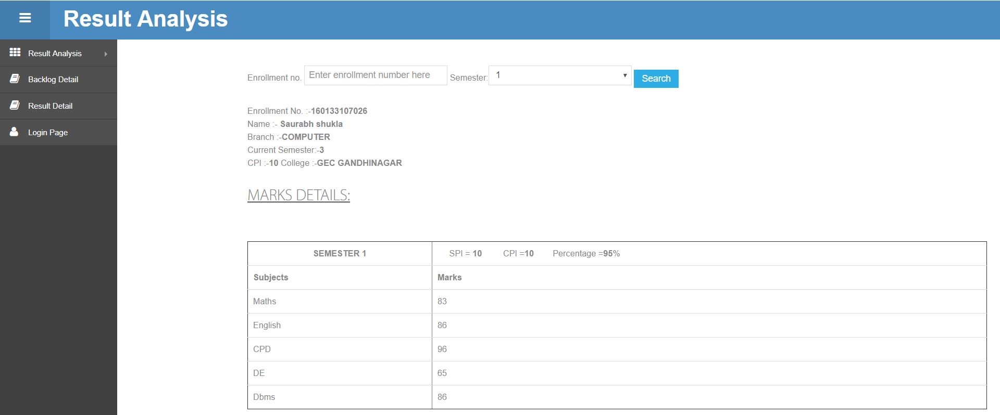 Result Analysis
Result Analysis
Backlog Detail
Result Detail
Login Page
Enrollment no. Enter enrollment number here Semester: 1 Search
Enrollment No. :-160133107026
Name :- Saurabh shukla
Branch :-COMPUTER
Current Semester:-3
CPI :-10 College :-GEC GANDHINAGAR
MARKS DETAILS:
SEMESTER 1 SPI = 10 CPI =10 Percentage =95%
Subjects Marks
Maths 83
English 86
CPD 96
DE 65
Dbms 86